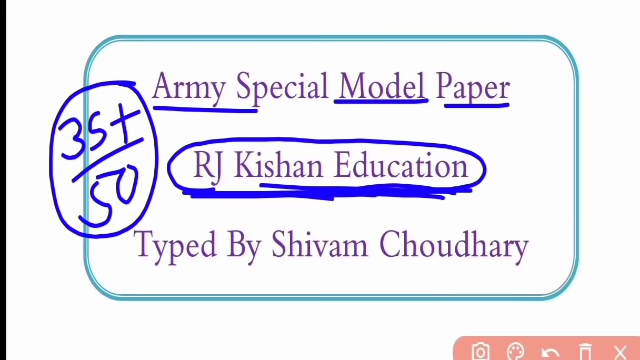 Army Special Model Paper
35+
50
RJ Kishan Education
Typed By Shivam Choudhary